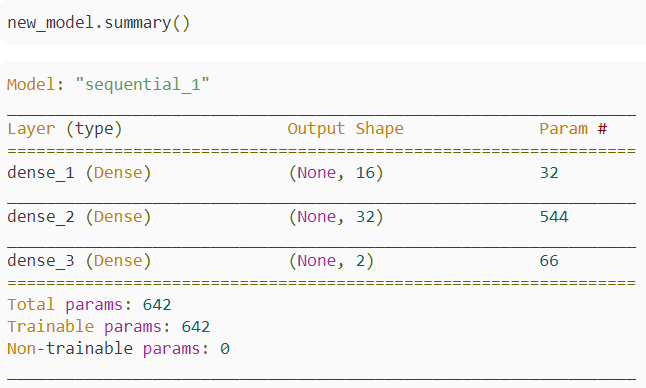 new_model.summary()
Model: "sequential_1"
_________________________________________________________________
Layer (type)                 Output Shape              Param #
=================================================================
dense_1 (Dense)              (None, 16)                32
_________________________________________________________________
dense_2 (Dense)              (None, 32)                544
_________________________________________________________________
dense_3 (Dense)              (None, 2)                 66
=================================================================
Total params: 642
Trainable params: 642
Non-trainable params: 0
_________________________________________________________________